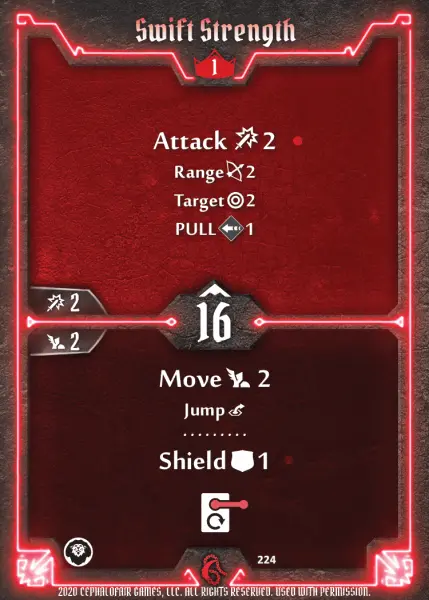 Swift Strength
1
Attack 2
Range 2
Target 2
PULL 1
2
16
2
Move 2
Jump
.........
Shield 1
224
2020 CEPHALOFAIR GAMES, LLC. ALL RIGHTS RESERVED. USED WITH PERMISSION.